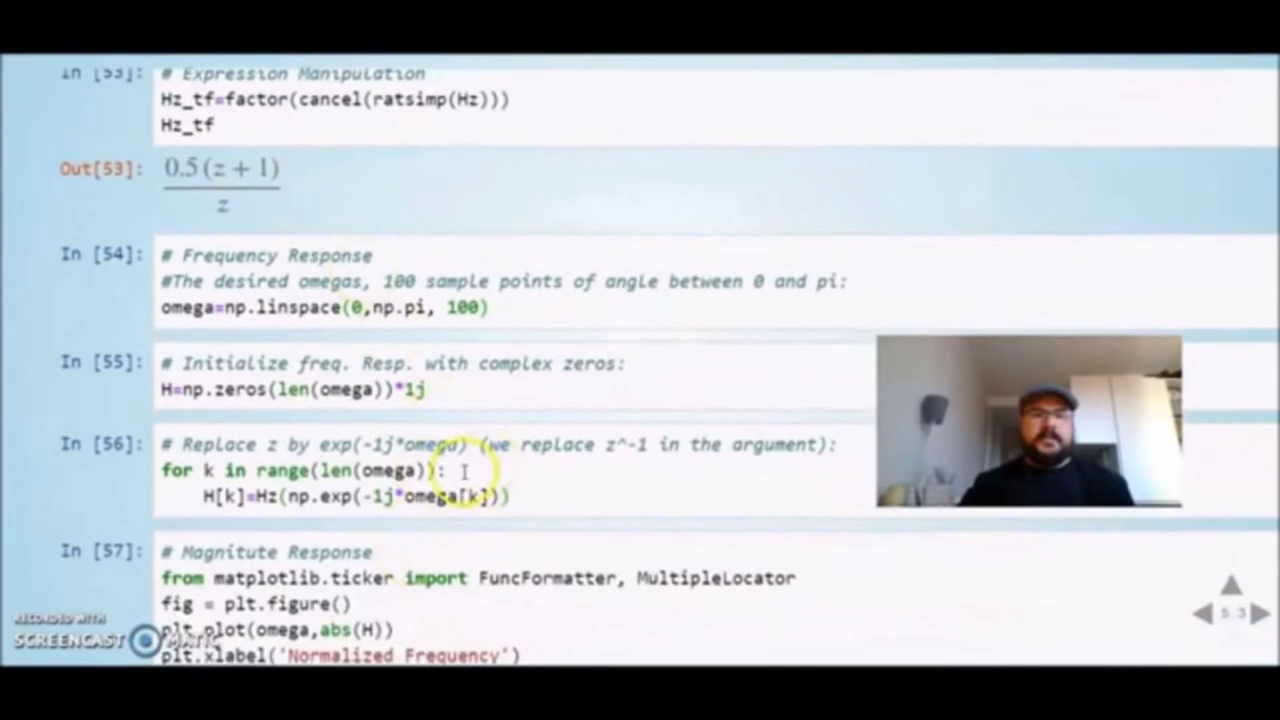 In [53]:
# Expression Manipulation
Hz_tf=factor(cancel(ratsimp(Hz)))
Hz_tf
Out[53]:
0.5 (z + 1)
z
In [54]:
# Frequency Response
#The desired omegas, 100 sample points of angle between 0 and pi:
omega=np.linspace(0,np.pi, 100)
In [55]:
# Initialize freq. Resp. with complex zeros:
H=np.zeros(len(omega))*1j
In [56]:
# Replace z by exp(-1j*omega) (we replace z^-1 in the argument):
for k in range(len(omega)):
H[k]=Hz(np.exp(-1j*omega[k]))
In [57]:
# Magnitute Response
from matplotlib.ticker import FuncFormatter, MultipleLocator
fig = plt.figure()
plt.plot(omega,abs(H))
plt.xlabel('Normalized Frequency')
RECORDED WITH
SCREENCAST MATIC
5.3